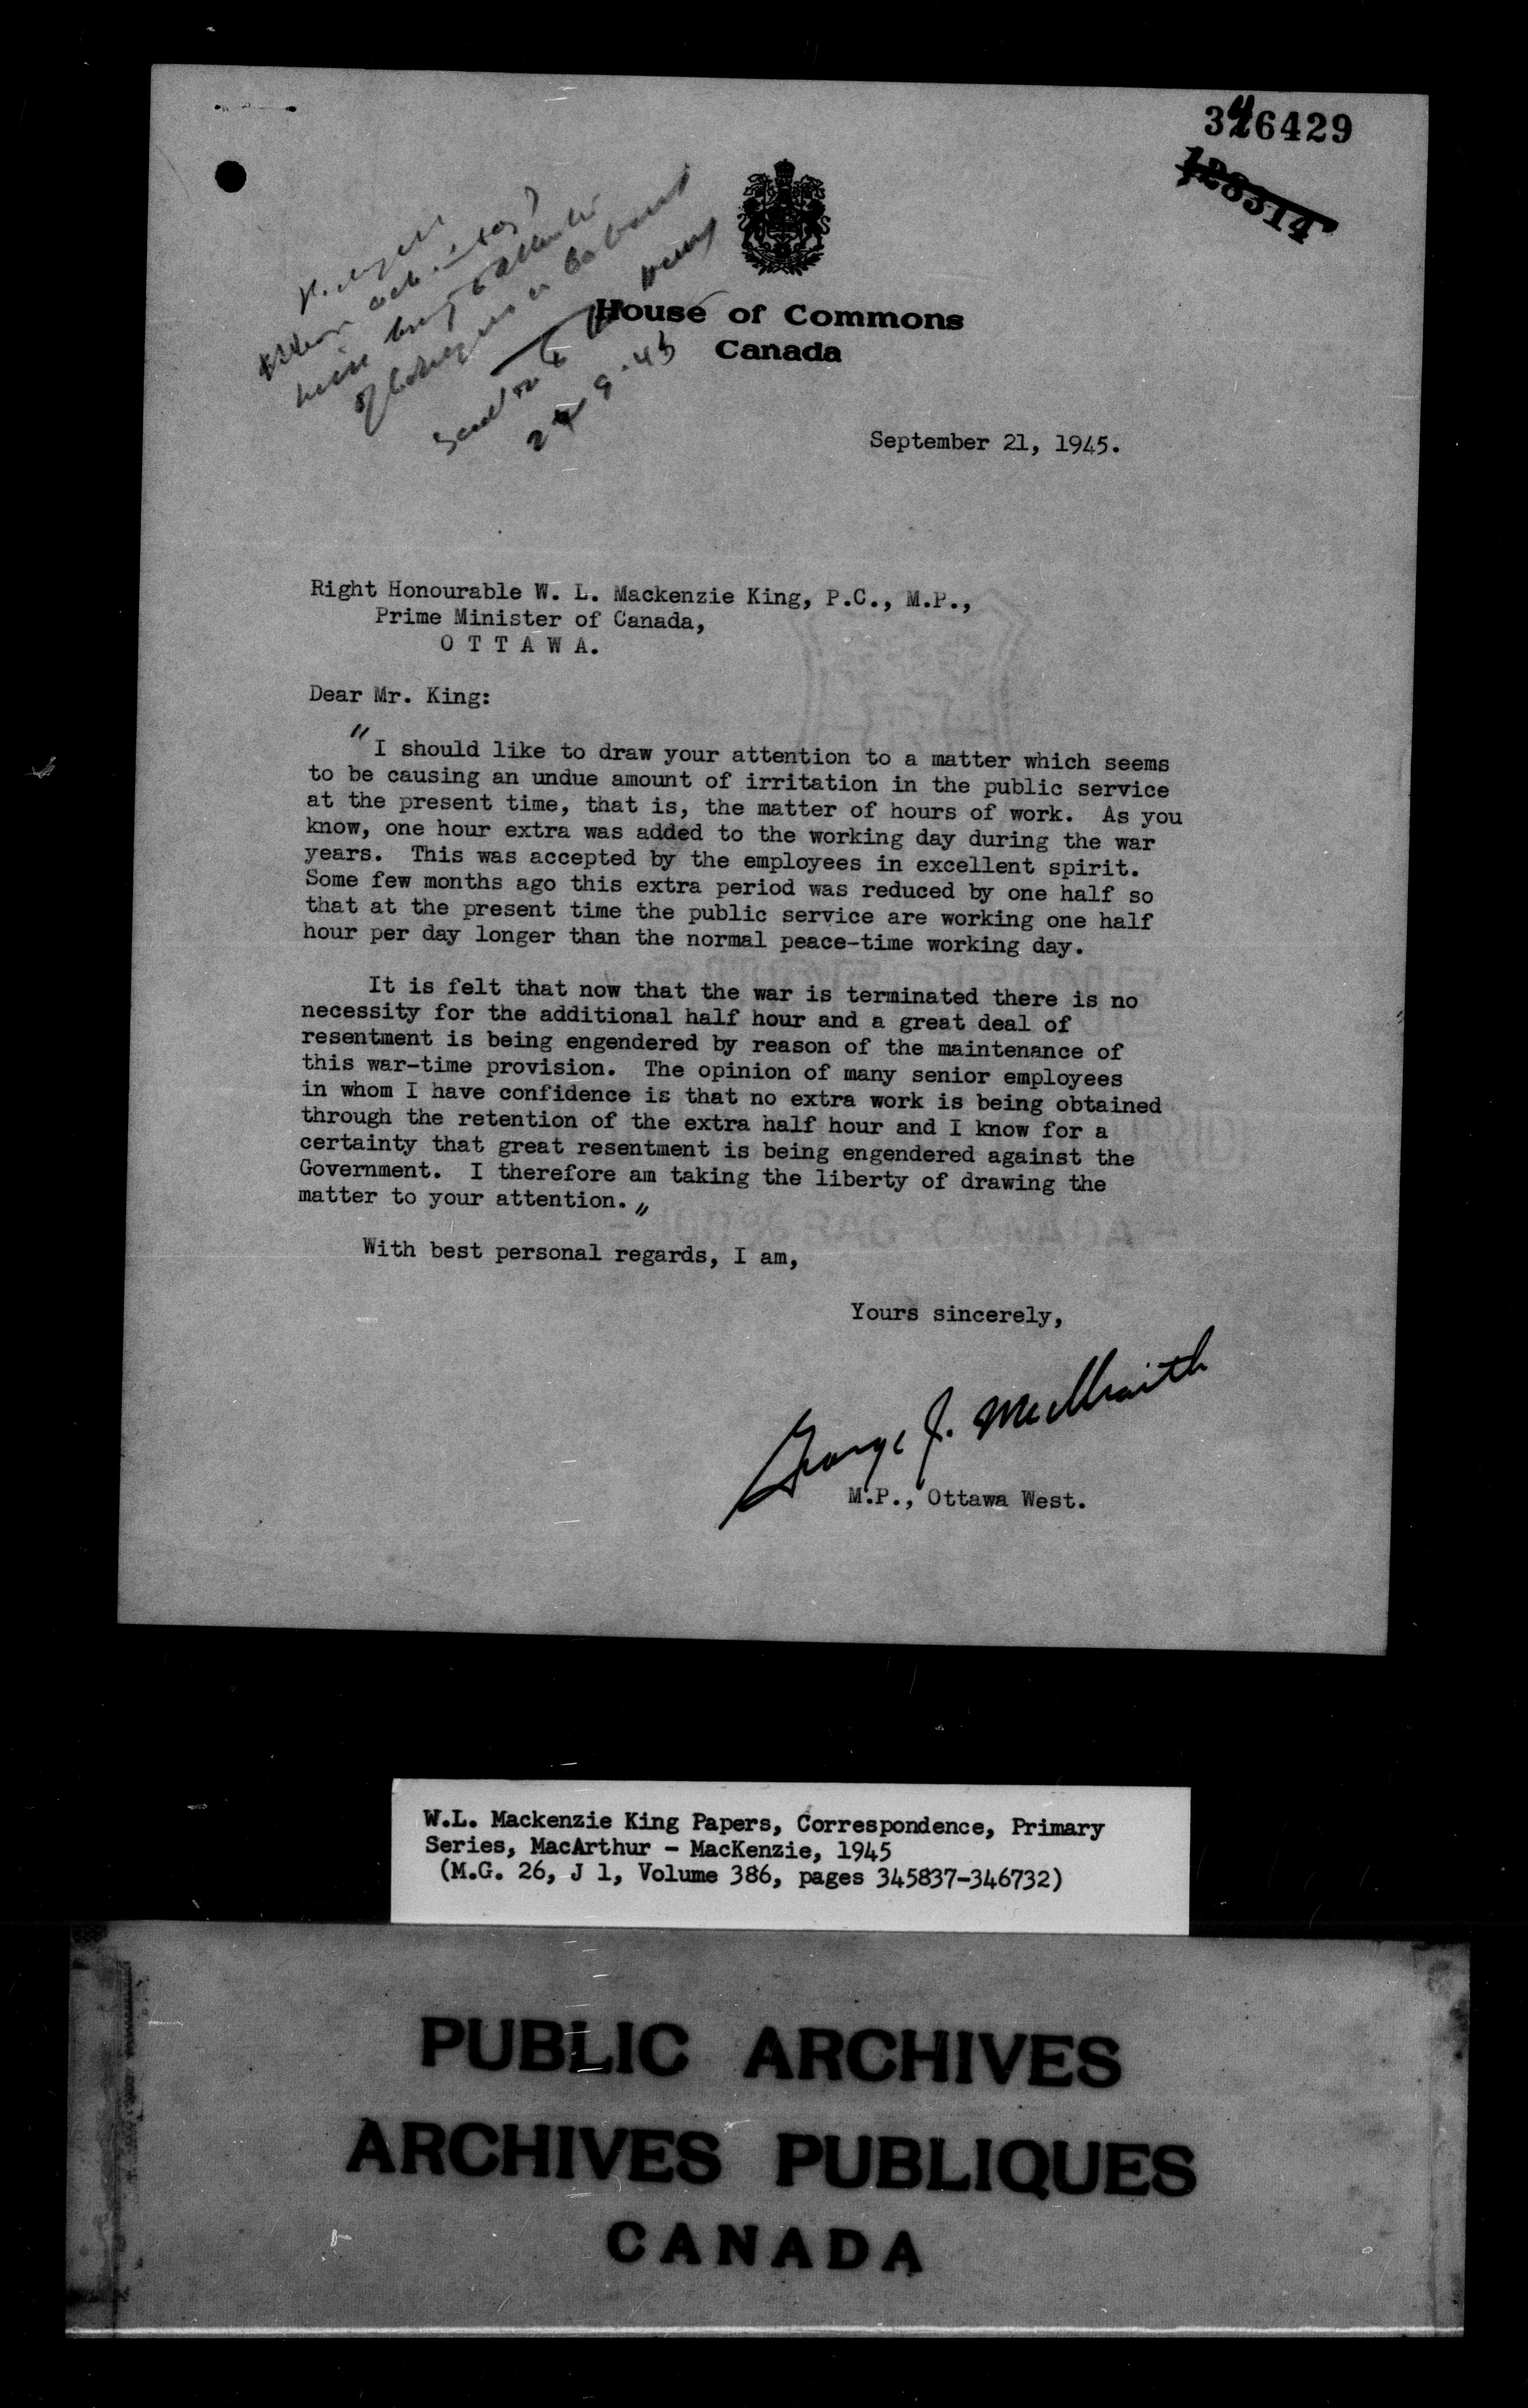 346429
128314
House of Commons
Canada
24-9-45
September 21, 1945.
Right Honourable W. L. Mackenzie King, P.C., M.P.,
Prime Minister of Canada,
O T T A W A.
Dear Mr. King:
" I should like to draw your attention to a matter which seems
to be causing an undue amount of irritation in the public service
at the present time, that is, the matter of hours of work. As you
know, one hour extra was added to the working day during the war
years. This was accepted by the employees in excellent spirit.
Some few months ago this extra period was reduced by one half so
that at the present time the public service are working one half
hour per day longer than the normal peace-time working day.
It is felt that now that the war is terminated there is no
necessity for the additional half hour and a great deal of
resentment is being engendered by reason of the maintenance of
this war-time provision. The opinion of many senior employees
in whom I have confidence is that no extra work is being obtained
through the retention of the extra half hour and I know for a
certainty that great resentment is being engendered against the
Government. I therefore am taking the liberty of drawing the
matter to your attention. "
With best personal regards, I am,
Yours sincerely,
George J. McIlraith
M.P., Ottawa West.
W.L. Mackenzie King Papers, Correspondence, Primary
Series, MacArthur - MacKenzie, 1945
(M.G. 26, J 1, Volume 386, pages 345837-346732)
PUBLIC ARCHIVES
ARCHIVES PUBLIQUES
CANADA